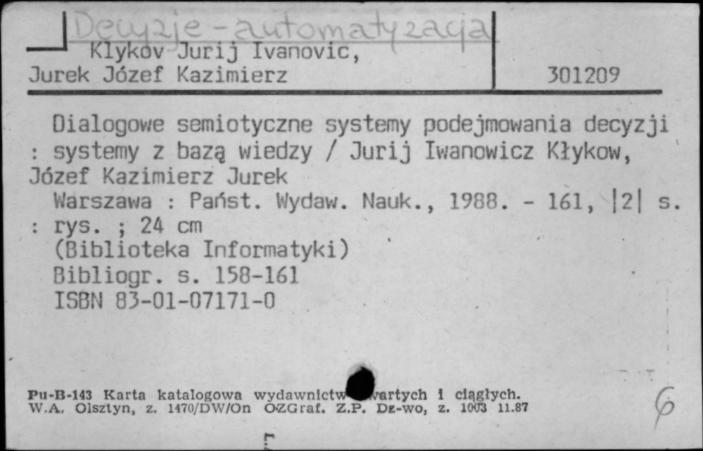 Decyzje - automatyzacja
Klykov Jurij Ivanovic,
Jurek Józef Kazimierz 301209
Dialogowe semiotyczne systemy podejmowania decyzji
: systemy z bazą wiedzy / Jurij Iwanowicz Kłykow,
Józef Kazimierz Jurek
Warszawa : Państ. Wydaw. Nauk., 1988. - 161, |2| s.
: rys. ; 24 cm
(Biblioteka Informatyki)
Bibliogr. s. 158-161
ISBN 83-01-07171-0
Pu-B-143 Karta katalogowa wydawnictw wartych i ciągłych.
W.A. Olsztyn, z. 1470/DW/On OZGraf. Z.P. Dz-wo, z. 1003 11.87
6